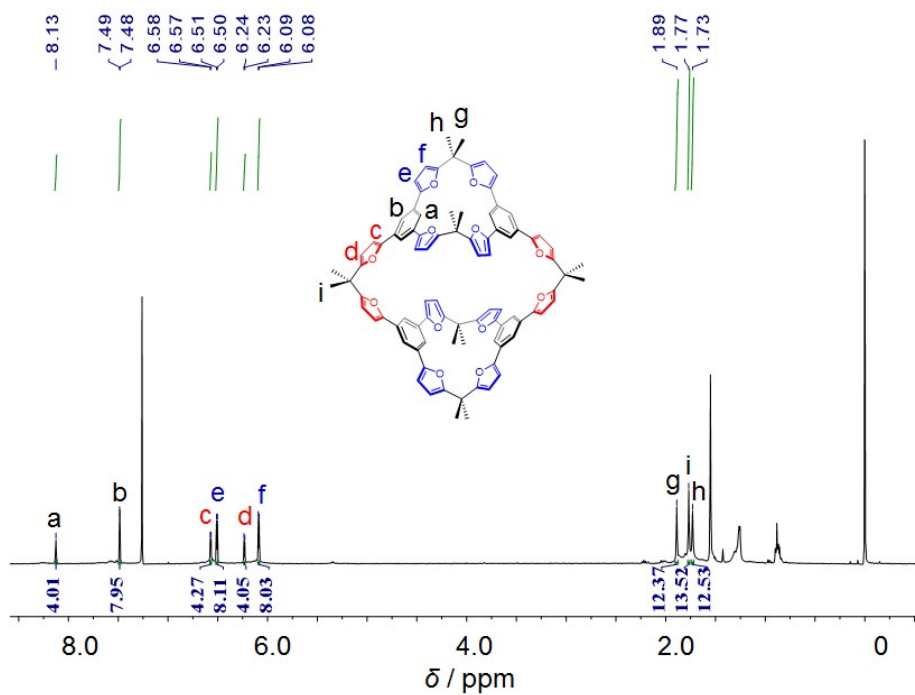 8.13
7.49
7.48
6.58
6.57
6.51
6.50
6.24
6.23
6.09
6.08
1.89
1.77
1.73
h g
f
e
b a
c
d
i
O
O
O
O
O
O
O
O
O
O
O
O
a
b
c
e
d
f
g
i
h
4.01
7.95
4.27
8.11
4.05
8.03
12.37
13.52
12.53
8.0 6.0 4.0 2.0 0
δ / ppm